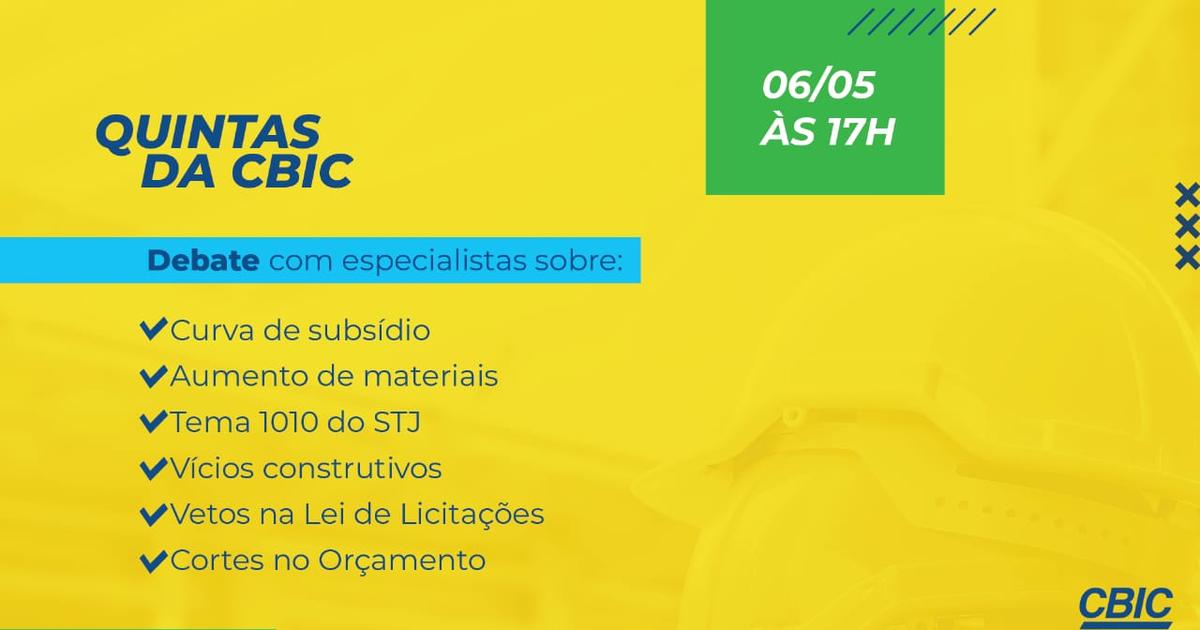 06/05
ÀS 17H
QUINTAS
DA CBIC
Debate com especialistas sobre:
Curva de subsídio
Aumento de materiais
Tema 1010 do STJ
Vícios construtivos
Vetos na Lei de Licitações
Cortes no Orçamento
CBIC